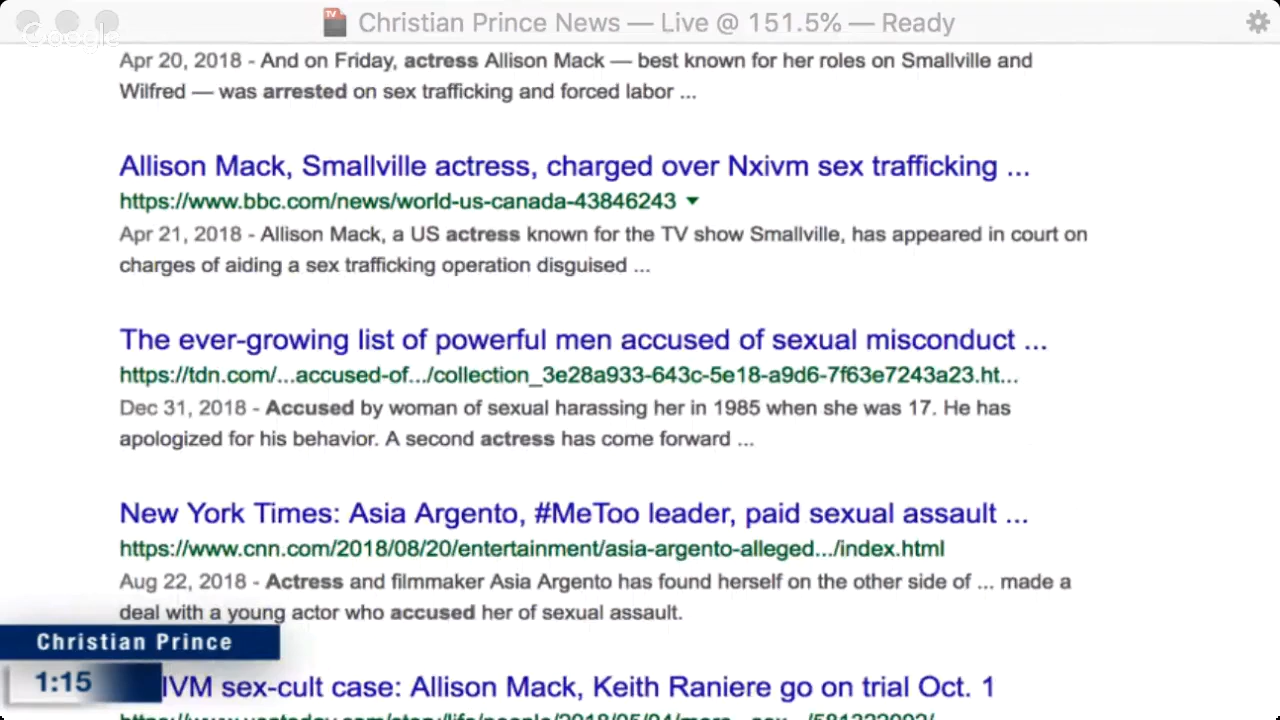 Christian Prince News — Live @ 151.5% — Ready
Google
Apr 20, 2018 - And on Friday, actress Allison Mack — best known for her roles on Smallville and
Wilfred — was arrested on sex trafficking and forced labor ...
Allison Mack, Smallville actress, charged over Nxivm sex trafficking ...
https://www.bbc.com/news/world-us-canada-43846243
Apr 21, 2018 - Allison Mack, a US actress known for the TV show Smallville, has appeared in court on
charges of aiding a sex trafficking operation disguised ...
The ever-growing list of powerful men accused of sexual misconduct ...
https://tdn.com/...accused-of.../collection_3e28a933-643c-5e18-a9d6-7f63e7243a23.ht...
Dec 31, 2018 - Accused by woman of sexual harassing her in 1985 when she was 17. He has
apologized for his behavior. A second actress has come forward ...
New York Times: Asia Argento, #MeToo leader, paid sexual assault ...
https://www.cnn.com/2018/08/20/entertainment/asia-argento-alleged.../index.html
Aug 22, 2018 - Actress and filmmaker Asia Argento has found herself on the other side of ... made a
deal with a young actor who accused her of sexual assault.
Christian Prince
1:15
IVM sex-cult case: Allison Mack, Keith Raniere go on trial Oct. 1